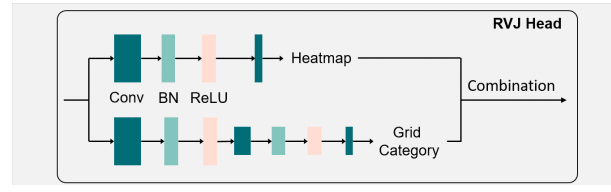 RVJ Head
Heatmap
Conv BN ReLU
Combination
Grid
Category